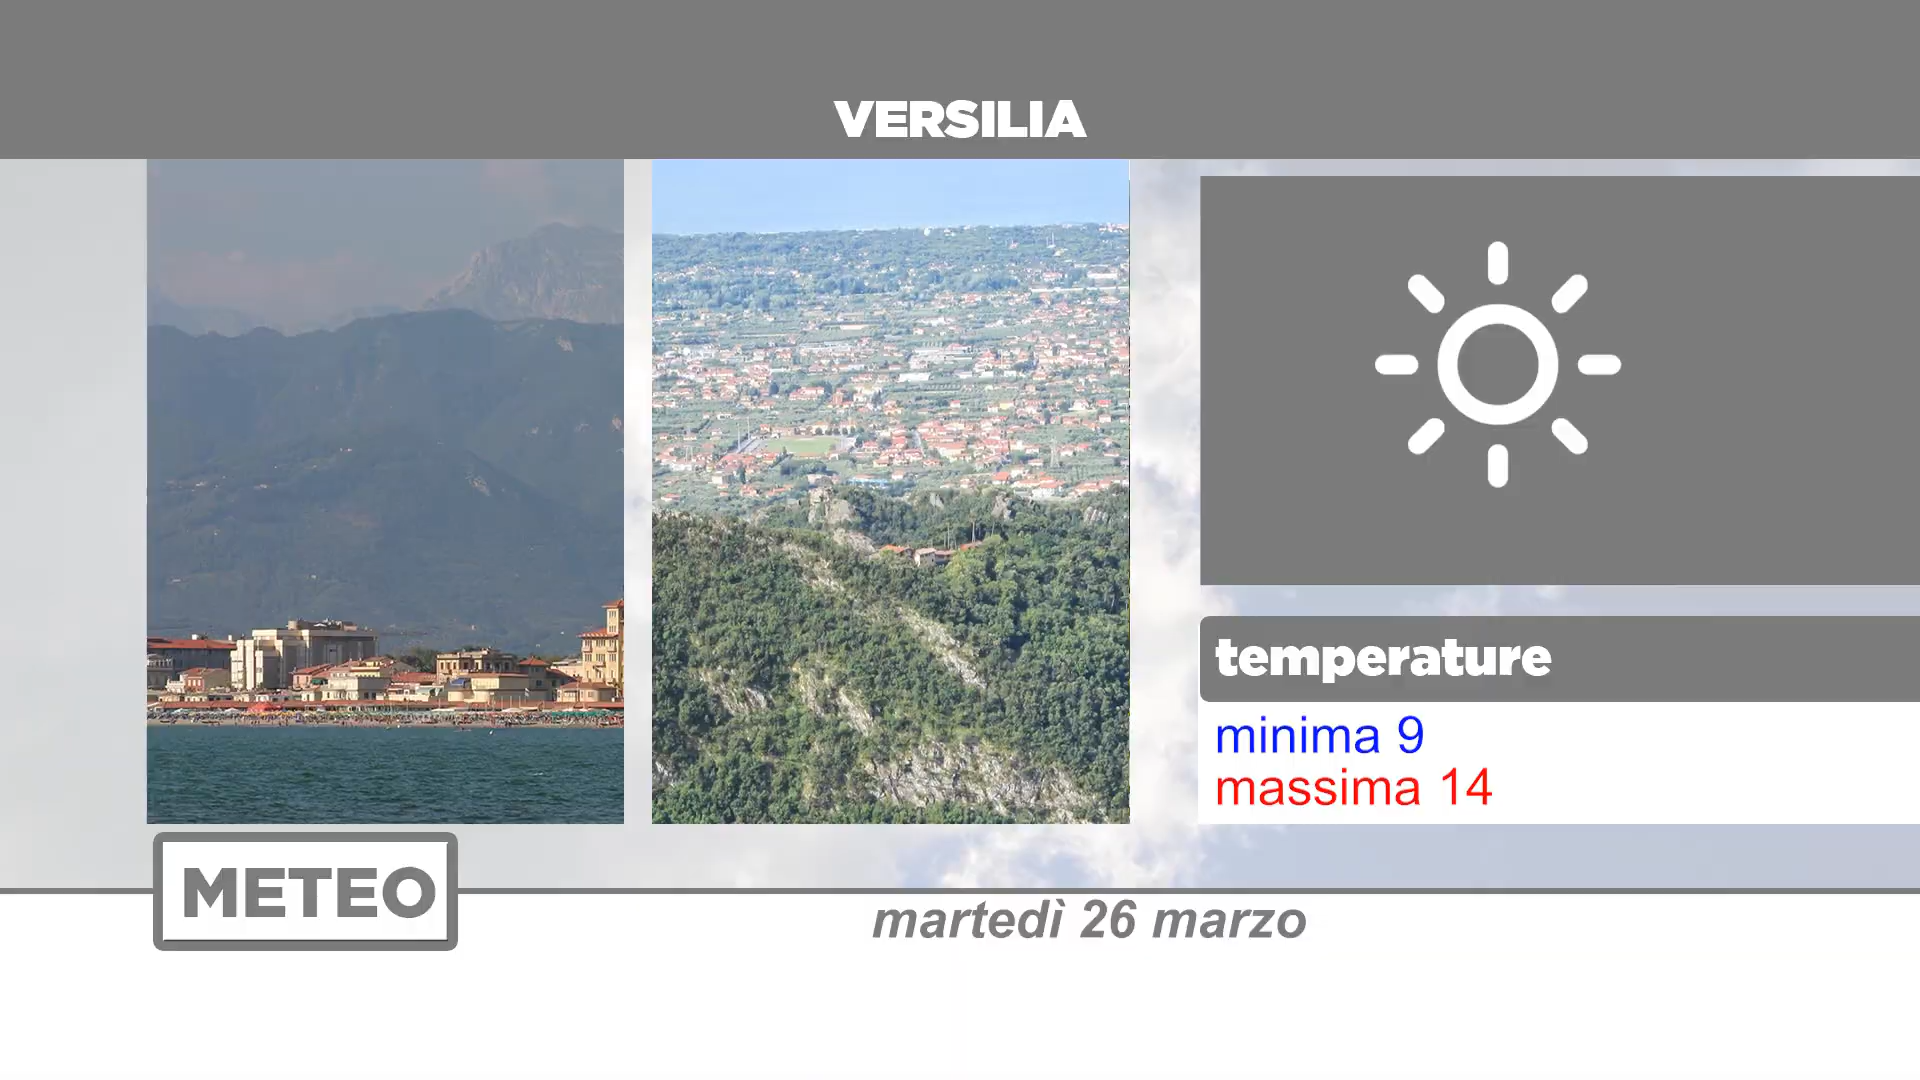 VERSILIA
temperature
minima 9
massima 14
METEO
martedì 26 marzo